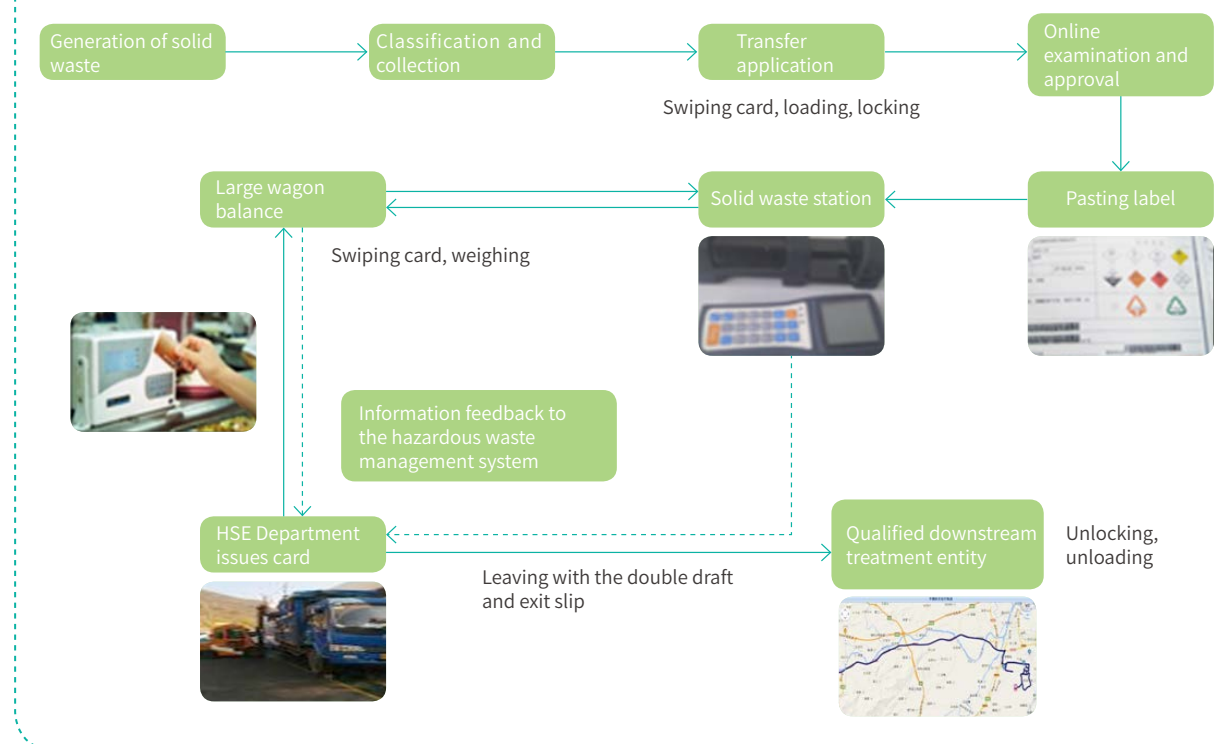 Generation of solid
waste
Classification and
collection
Transfer
application
Online
examination and
approval
Swiping card, loading, locking
Large wagon
balance
Solid waste station
Pasting label
Swiping card, weighing
Information feedback to
the hazardous waste
management system
HSE Department
issues card
Qualified downstream
treatment entity
Unlocking,
unloading
Leaving with the double draft
and exit slip